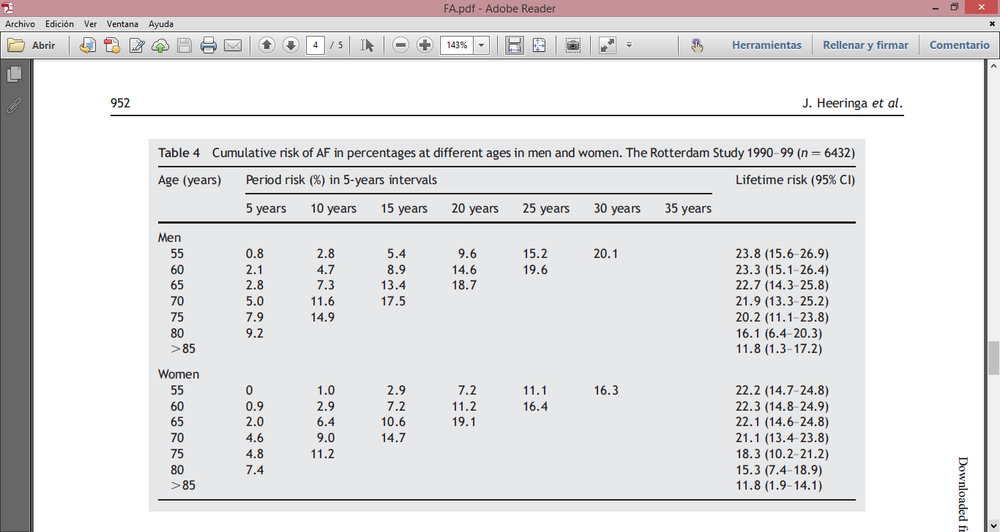 FA.pdf - Adobe Reader
Archivo Edición Ver Ventana Ayuda
Abrir 4 / 5 143% Herramientas Rellenar y firmar Comentario
952 J. Heeringa et al.
Table 4 Cumulative risk of AF in percentages at different ages in men and women. The Rotterdam Study 1990–99 (n = 6432)
Age (years) Period risk (%) in 5-years intervals Lifetime risk (95% CI)
5 years 10 years 15 years 20 years 25 years 30 years 35 years
Men
55 0.8 2.8 5.4 9.6 15.2 20.1 23.8 (15.6–26.9)
60 2.1 4.7 8.9 14.6 19.6 23.3 (15.1–26.4)
65 2.8 7.3 13.4 18.7 22.7 (14.3–25.8)
70 5.0 11.6 17.5 21.9 (13.3–25.2)
75 7.9 14.9 20.2 (11.1–23.8)
80 9.2 16.1 (6.4–20.3)
>85 11.8 (1.3–17.2)
Women
55 0 1.0 2.9 7.2 11.1 16.3 22.2 (14.7–24.8)
60 0.9 2.9 7.2 11.2 16.4 22.3 (14.8–24.9)
65 2.0 6.4 10.6 19.1 22.1 (14.6–24.8)
70 4.6 9.0 14.7 21.1 (13.4–23.8)
75 4.8 11.2 18.3 (10.2–21.2)
80 7.4 15.3 (7.4–18.9)
>85 11.8 (1.9–14.1)
Downloaded